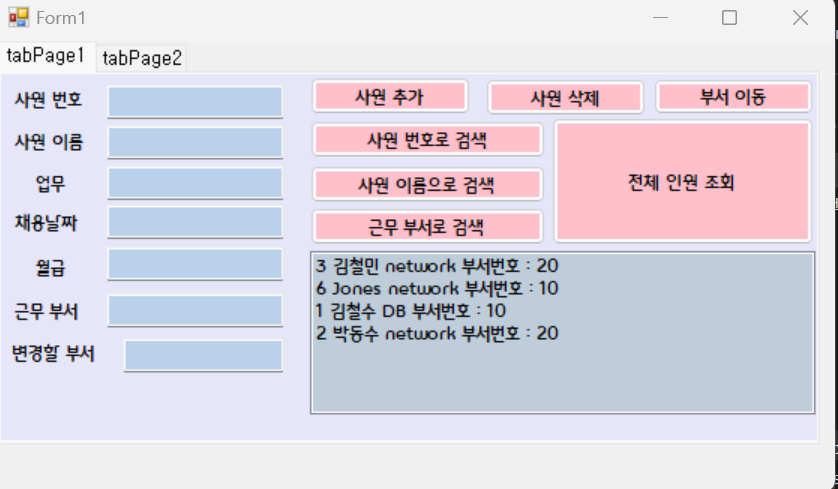 Form1
tabPage1 tabPage2
사원 번호
사원 이름
업무
채용날짜
월급
근무 부서
변경할 부서
사원 추가 사원 삭제 부서 이동
사원 번호로 검색
사원 이름으로 검색
근무 부서로 검색
전체 인원 조회
3 김철민 network 부서번호 : 20
6 Jones network 부서번호 : 10
1 김철수 DB 부서번호 : 10
2 박동수 network 부서번호 : 20